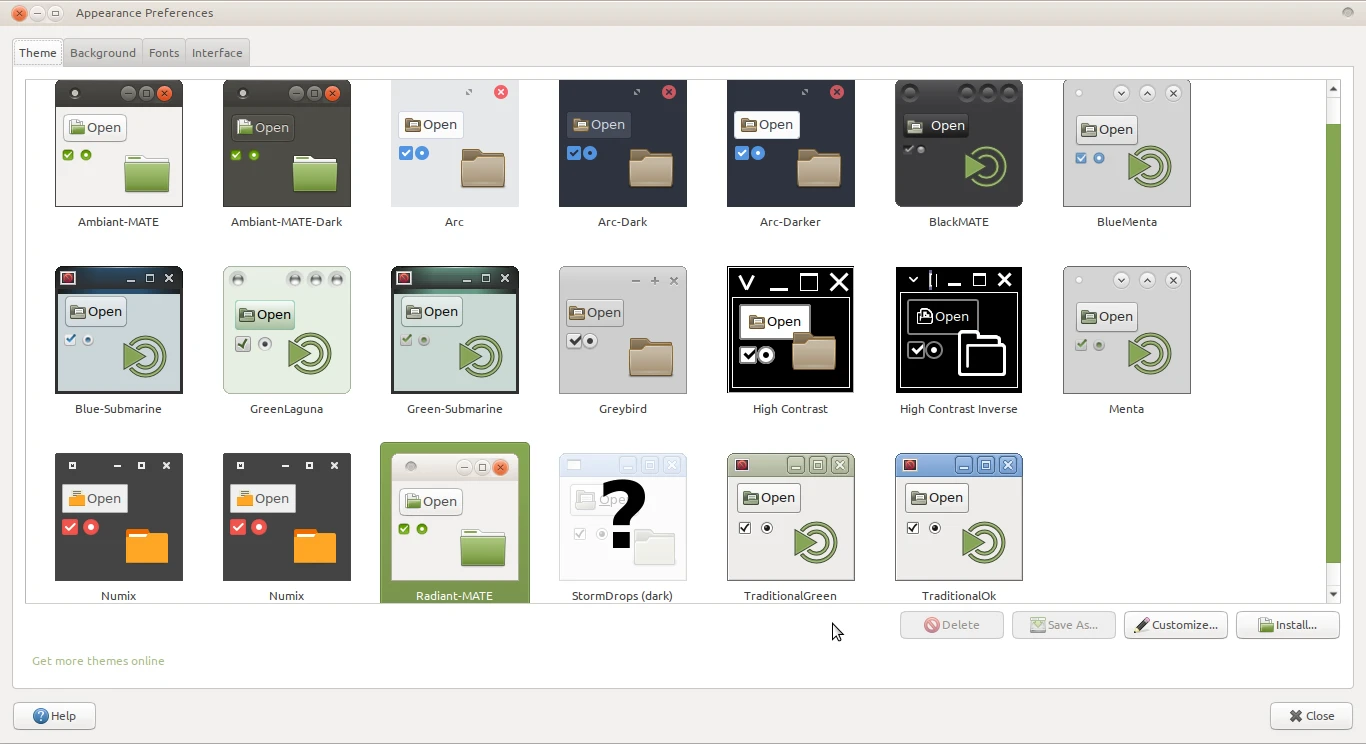 Appearance Preferences
Theme Background Fonts Interface
Open Open Open Open Open Open Open
Ambiant-MATE Ambiant-MATE-Dark Arc Arc-Dark Arc-Darker BlackMATE BlueMenta
Open Open Open Open Open Open Open
Blue-Submarine GreenLaguna Green-Submarine Greybird High Contrast High Contrast Inverse Menta
Open Open Open Open ? Open Open
Numix Numix Radiant-MATE StormDrops (dark) TraditionalGreen TraditionalOk
Delete Save As... Customize... Install...
Get more themes online
Help Close